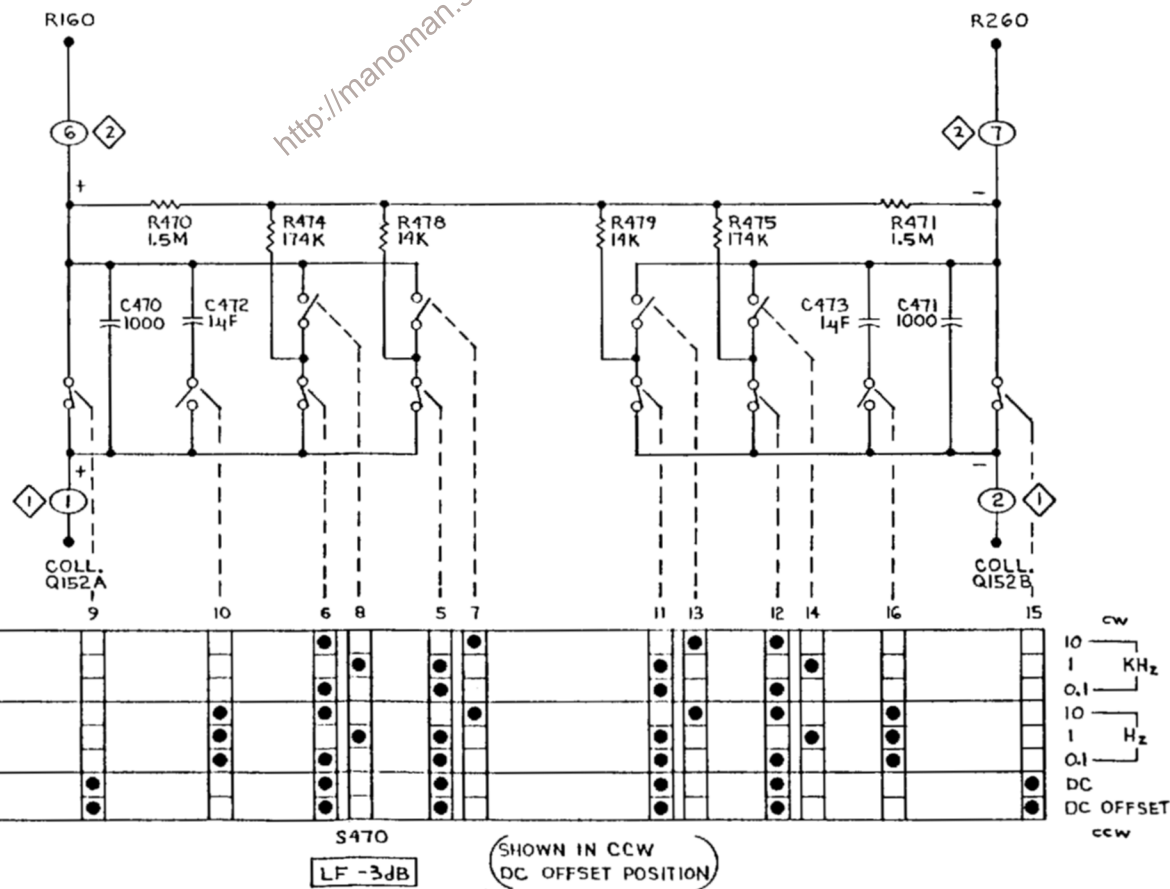 R160
R260
http://manoman.s
6
2
2
7
+
−
R470
1.5M
R474
174K
R478
14K
R479
14K
R475
174K
R471
1.5M
C470
1000
C472
1µF
C473
1µF
C471
1000
+
−
1
1
2
1
COLL.
Q152A
COLL.
Q152B
9
10
6
8
5
7
11
13
12
14
16
15
CW
10
1
KHz
0.1
10
1
Hz
0.1
DC
DC OFFSET
CCW
S470
LF -3dB
(SHOWN IN CCW
DC OFFSET POSITION)